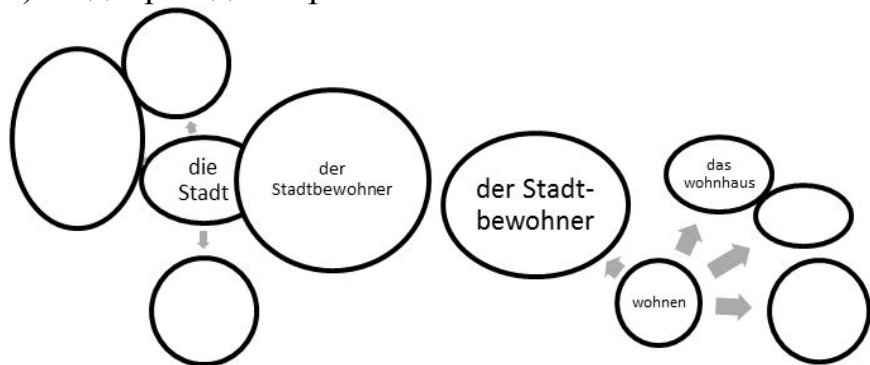 die
Stadt
der
Stadtbewohner
der Stadt-
bewohner
das
wohnhaus
wohnen